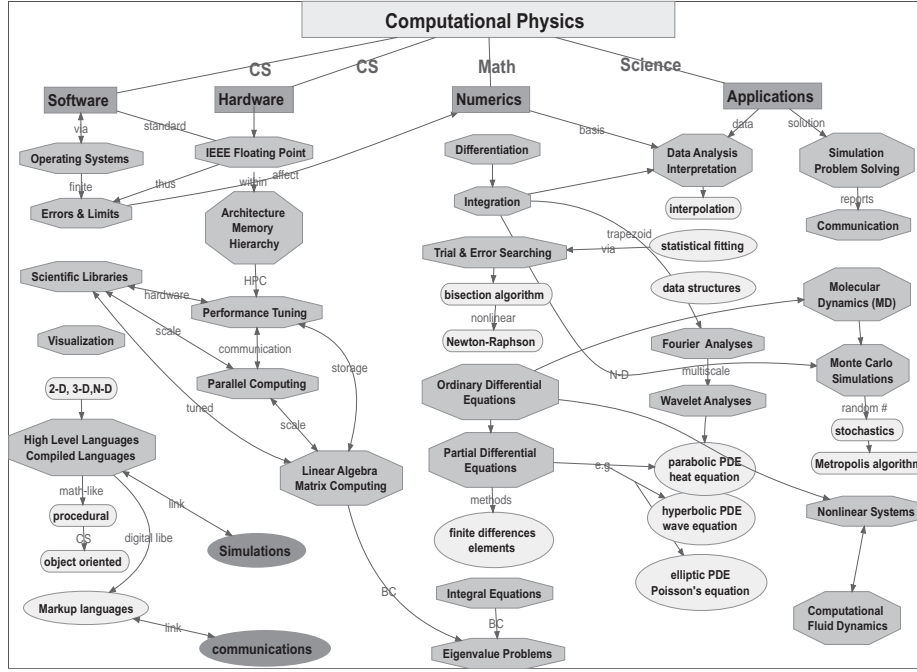 Computational Physics
CS
CS
Math
Science
Software
Hardware
Numerics
Applications
via
standard
basis
data
solution
Operating Systems
IEEE Floating Point
Differentiation
Data Analysis
Interpretation
Simulation
Problem Solving
finite
thus
within
affect
reports
Errors & Limits
Architecture
Memory
Hierarchy
Integration
interpolation
Communication
trapezoid
via
Trial & Error Searching
statistical fitting
Scientific Libraries
HPC
hardware
bisection algorithm
data structures
Molecular
Dynamics (MD)
Performance Tuning
nonlinear
scale
Visualization
communication
Newton-Raphson
Fourier Analyses
storage
N-D
multiscale
Monte Carlo
Simulations
2-D, 3-D,N-D
Parallel Computing
Ordinary Differential
Equations
Wavelet Analyses
tuned
random #
scale
stochastics
High Level Languages
Compiled Languages
Linear Algebra
Matrix Computing
Partial Differential
Equations
e.g
parabolic PDE
heat equation
Metropolis algorithm
math-like
link
methods
procedural
hyperbolic PDE
wave equation
Nonlinear Systems
CS
digital libe
finite differences
elements
object oriented
Simulations
elliptic PDE
Poisson's equation
BC
Integral Equations
Markup languages
Computational
Fluid Dynamics
link
BC
communications
Eigenvalue Problems